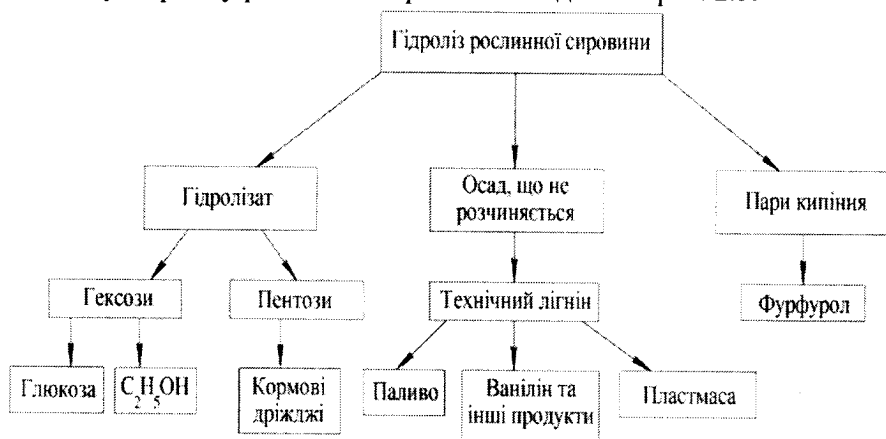 Гідроліз рослинної сировини
Гідролізат
Осад, що не
розчиняється
Пари кипіння
Гексози
Пентози
Технічний лігнін
Фурфурол
Глюкоза
C2H5OH
Кормові
дріжджі
Паливо
Ванілін та
інші продукти
Пластмаса